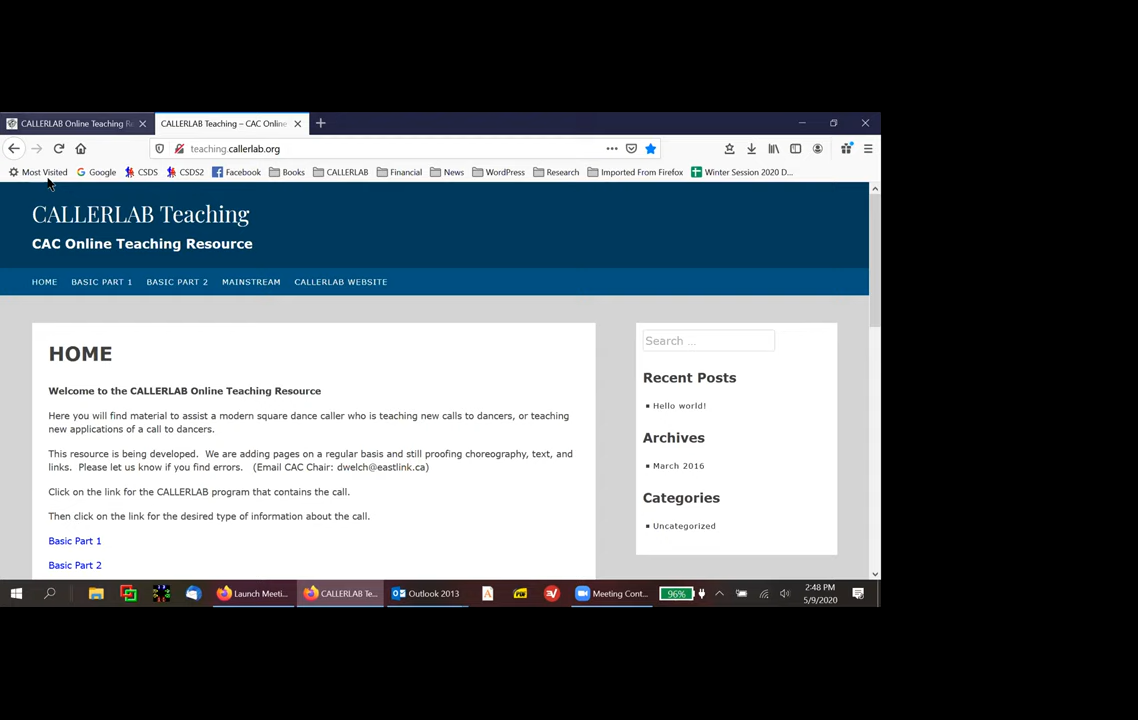 CALLERLAB Online Teaching R
CALLERLAB Teaching – CAC Online
teaching.callerlab.org
Most Visited Google CSDS CSDS2 Facebook Books CALLERLAB Financial News WordPress Research Imported From Firefox Winter Session 2020 D...
CALLERLAB Teaching
CAC Online Teaching Resource
HOME BASIC PART 1 BASIC PART 2 MAINSTREAM CALLERLAB WEBSITE
HOME
Welcome to the CALLERLAB Online Teaching Resource
Here you will find material to assist a modern square dance caller who is teaching new calls to dancers, or teaching
new applications of a call to dancers.
This resource is being developed. We are adding pages on a regular basis and still proofing choreography, text, and
links. Please let us know if you find errors. (Email CAC Chair: dwelch@eastlink.ca)
Click on the link for the CALLERLAB program that contains the call.
Then click on the link for the desired type of information about the call.
Basic Part 1
Basic Part 2
Search ...
Recent Posts
Hello world!
Archives
March 2016
Categories
Uncategorized
Launch Meeti... CALLERLAB Te... Outlook 2013 Meeting Cont... 96% 2:48 PM
5/9/2020